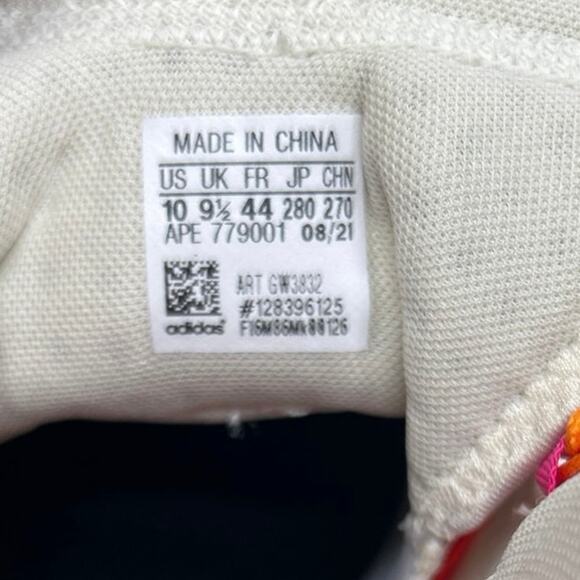 MADE IN CHINA
US UK FR JP CHN
10 9½ 44 280 270
APE 779001 08/21
ART GW3832
#128396125
adidas